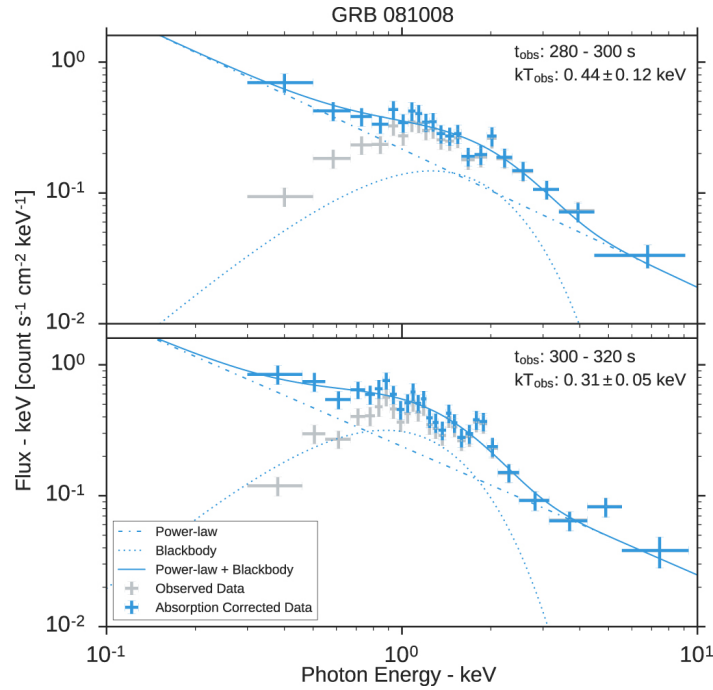 GRB 081008
t_obs: 280 - 300 s
kT_obs: 0.44 ± 0.12 keV
10^0
10^-1
10^-2
t_obs: 300 - 320 s
kT_obs: 0.31 ± 0.05 keV
10^0
10^-1
10^-2
Flux - keV [count s^-1 cm^-2 keV^-1]
Power-law
Blackbody
Power-law + Blackbody
Observed Data
Absorption Corrected Data
10^-1
10^0
10^1
Photon Energy - keV